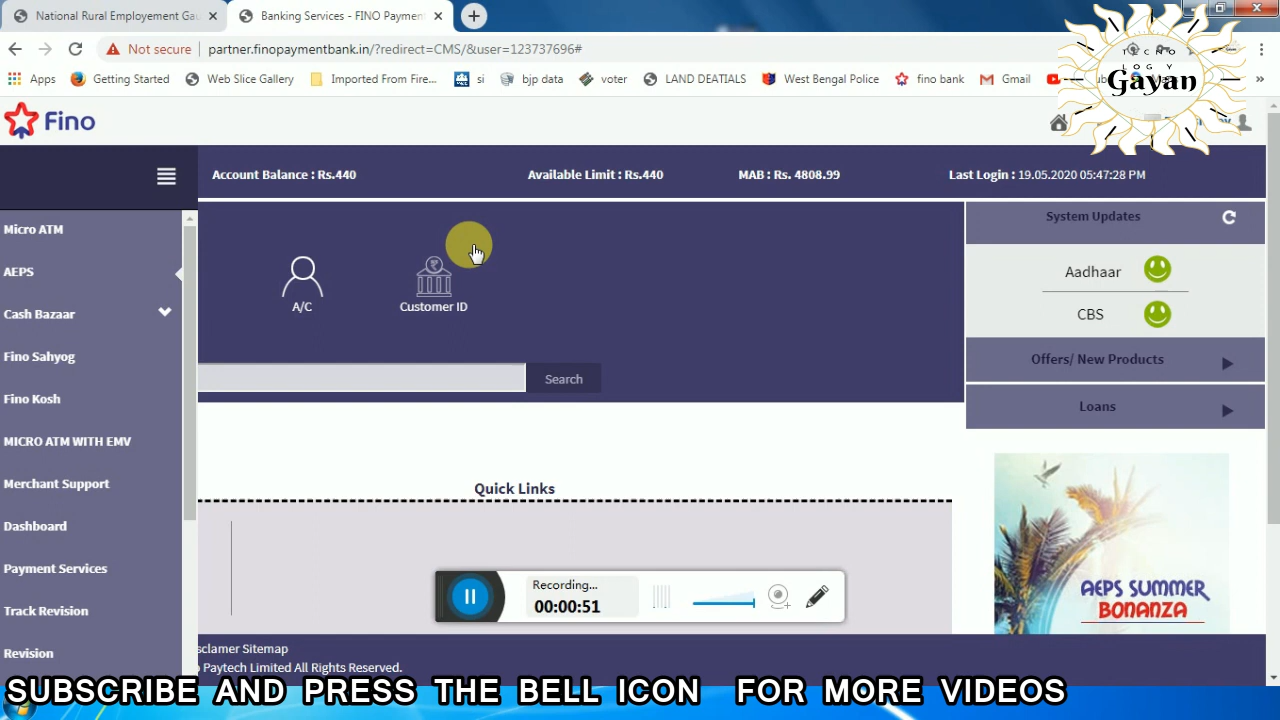 National Rural Employement Gau
Banking Services - FINO Payment
Not secure
partner.finopaymentbank.in/?redirect=CMS/&user=123737696#
Apps
Getting Started
Web Slice Gallery
Imported From Fire...
si
bjp data
voter
LAND DEATIALS
West Bengal Police
fino bank
Gmail
TECNO
LOGY
Gayan
Fino
Account Balance : Rs.440
Available Limit : Rs.440
MAB : Rs. 4808.99
Last Login : 19.05.2020 05:47:28 PM
Micro ATM
AEPS
Cash Bazaar
Fino Sahyog
Fino Kosh
MICRO ATM WITH EMV
Merchant Support
Dashboard
Payment Services
Track Revision
Revision
A/C
Customer ID
Search
System Updates
Aadhaar
CBS
Offers/ New Products
Loans
Quick Links
AEPS SUMMER
BONANZA
Recording...
00:00:51
sclamer Sitemap
Paytech Limited All Rights Reserved.
SUBSCRIBE AND PRESS THE BELL ICON FOR MORE VIDEOS